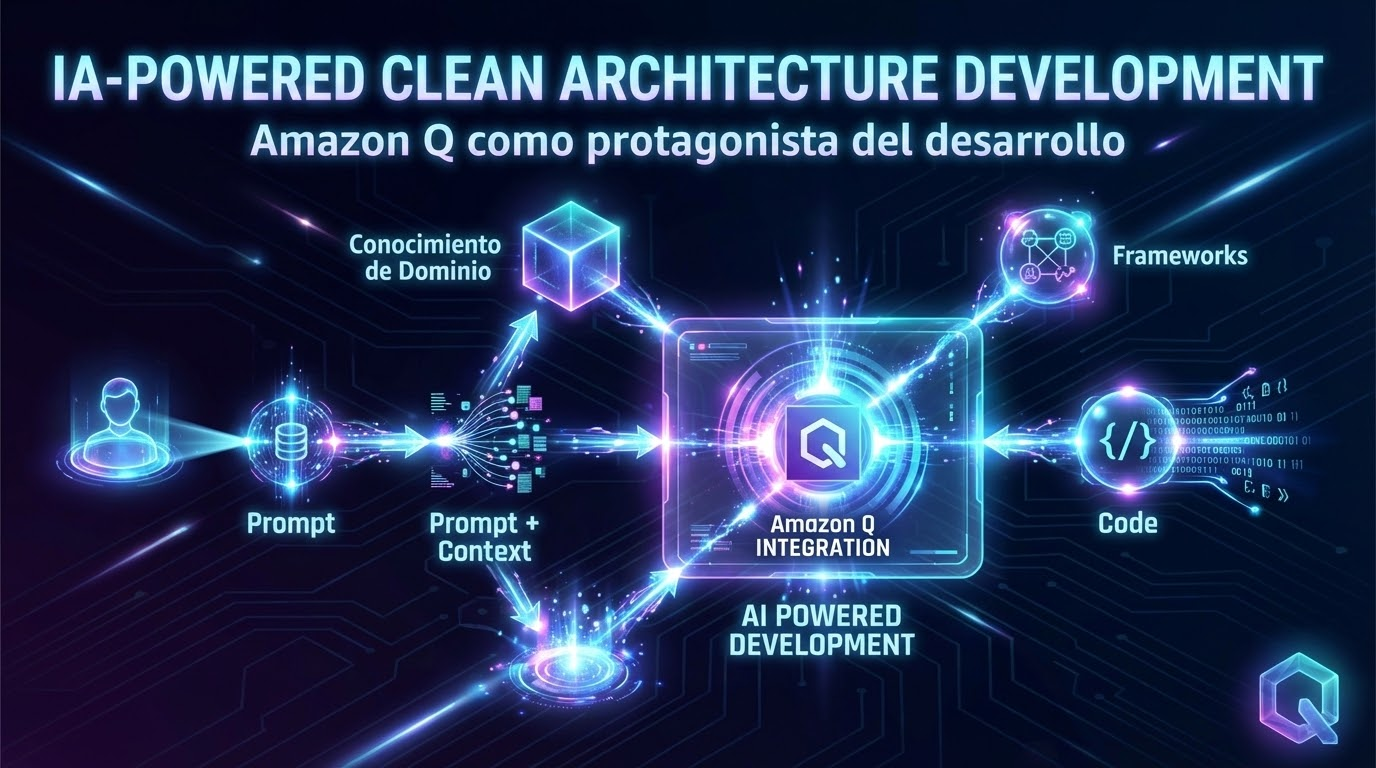 IA-POWERED CLEAN ARCHITECTURE DEVELOPMENT
Amazon Q como protagonista del desarrollo
Conocimiento
de Dominio
Frameworks
Prompt
Prompt +
Context
{/}
Amazon Q
INTEGRATION
Code
AI POWERED
DEVELOPMENT